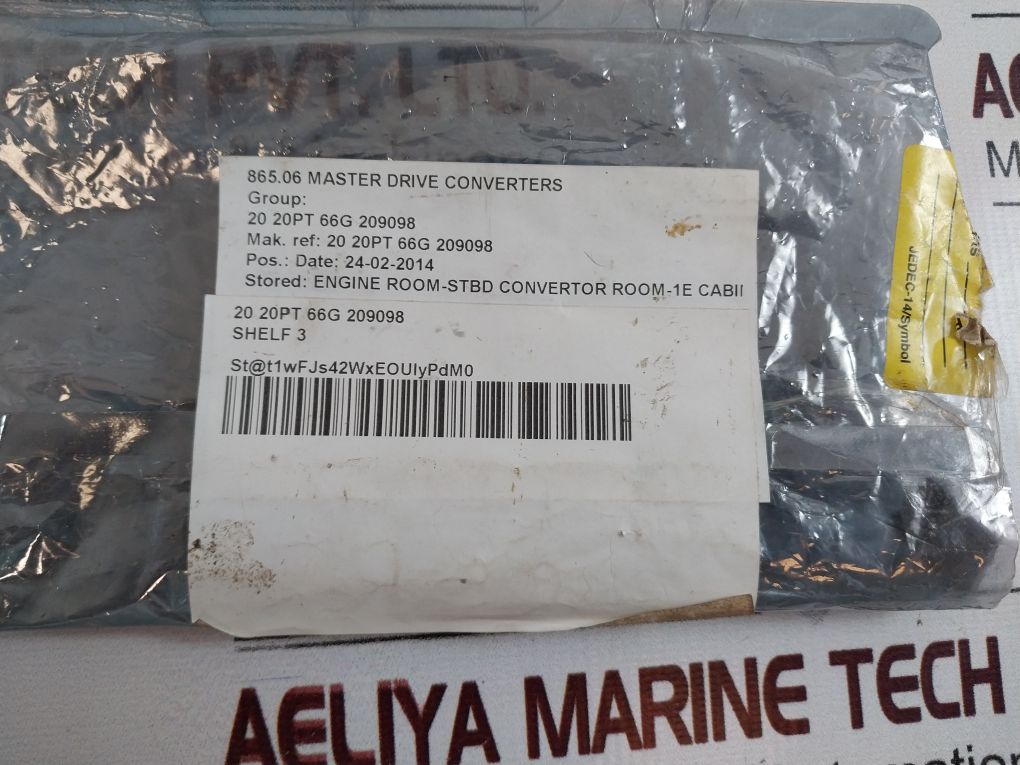 PVT. LTD.
865.06 MASTER DRIVE CONVERTERS
Group:
20 20PT 66G 209098
Mak. ref: 20 20PT 66G 209098
Pos.: Date: 24-02-2014
Stored: ENGINE ROOM-STBD CONVERTOR ROOM-1E CABI
20 20PT 66G 209098
SHELF 3
St@t1wFJs42WxEOUIyPdM0
JEDEC-14/Symbol
A
M
AELIYA MARINE TECH